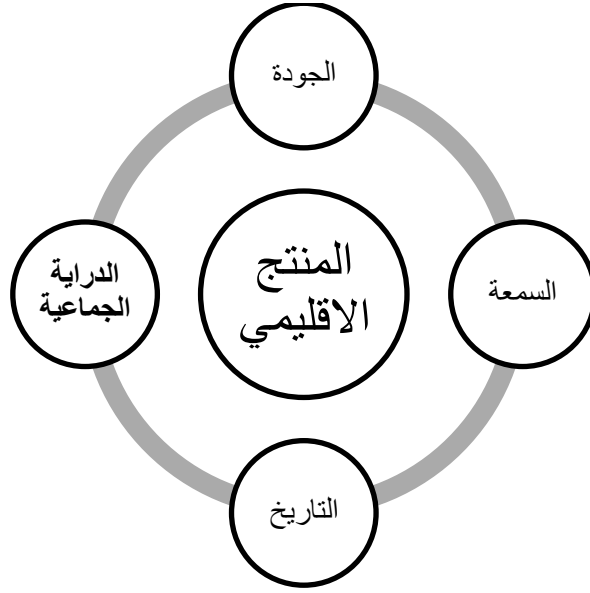 الجودة
السمعة
المنتج
الاقليمي
الدراية
الجماعية
التاريخ